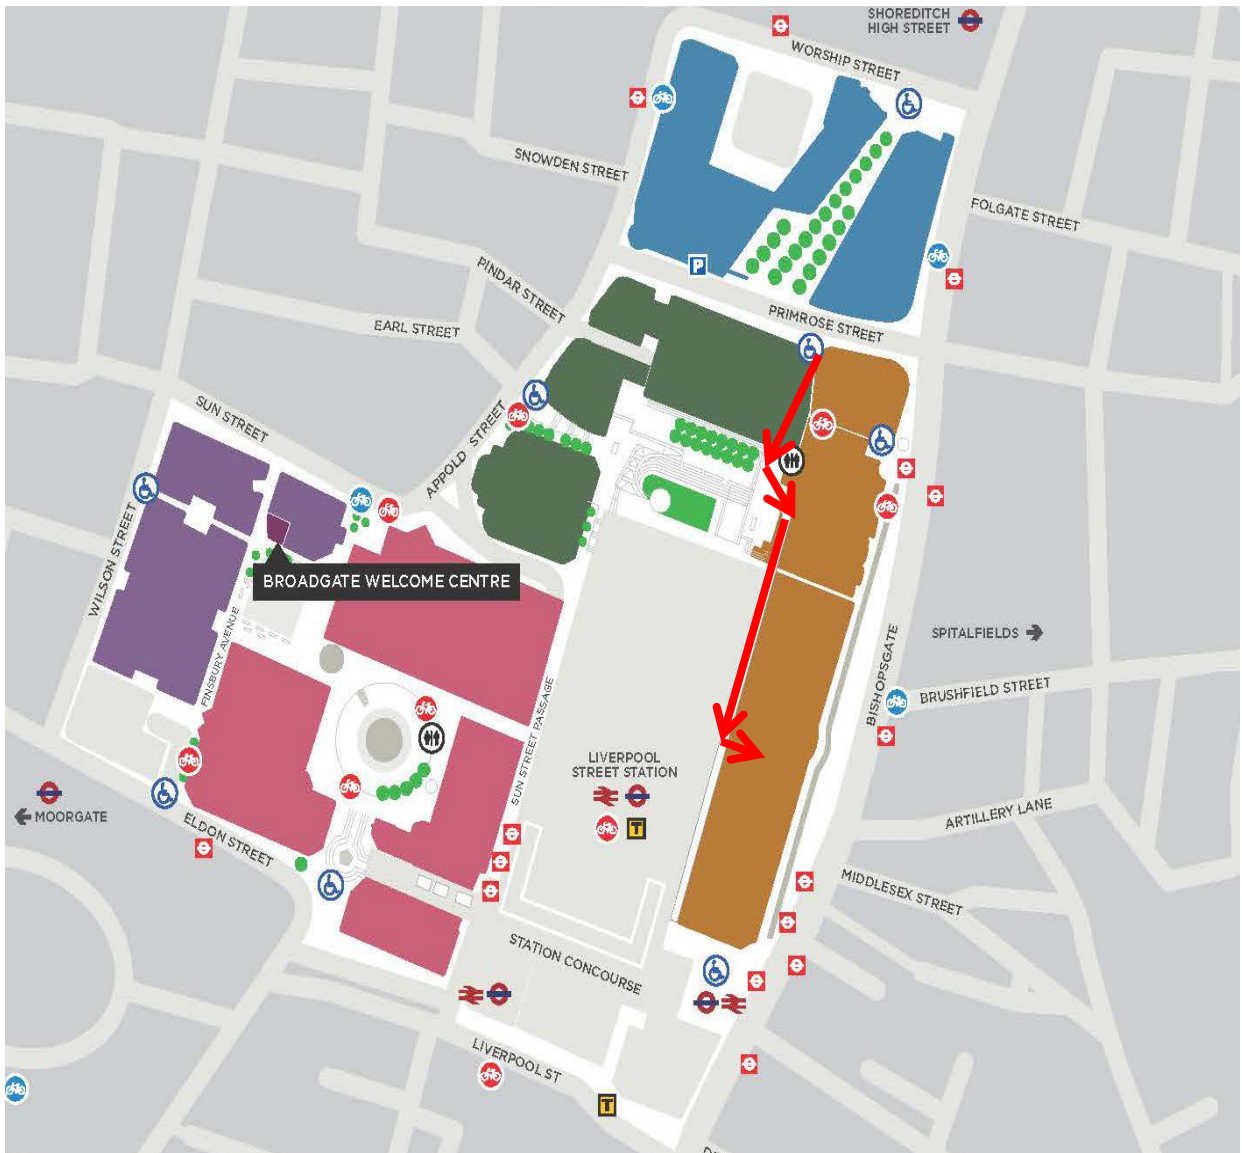 SHOREDITCH
HIGH STREET
WORSHIP STREET
SNOWDEN STREET
FOLGATE STREET
PINDAR STREET
P
PRIMROSE STREET
EARL STREET
SUN STREET
APPOLD STREET
WILSON STREET
BROADGATE WELCOME CENTRE
FINSBURY AVENUE
SPITALFIELDS
BISHOPSGATE
BRUSHFIELD STREET
SUN STREET PASSAGE
LIVERPOOL
STREET STATION
T
MOORGATE
ELDON STREET
ARTILLERY LANE
MIDDLESEX STREET
STATION CONCOURSE
LIVERPOOL ST
T